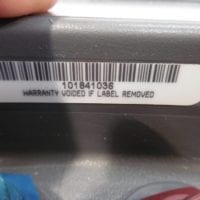 101841036
WARRANTY VOIDED IF LABEL REMOVED